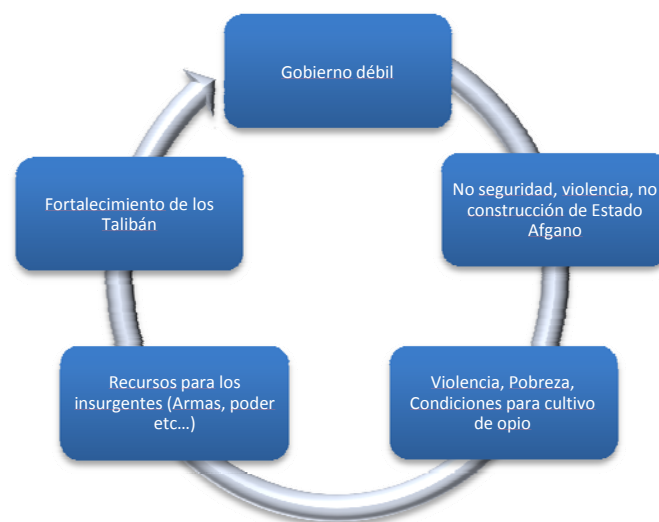 Gobierno débil
No seguridad, violencia, no
construcción de Estado
Afgano
Violencia, Pobreza,
Condiciones para cultivo
de opio
Recursos para los
insurgentes (Armas, poder
etc...)
Fortalecimiento de los
Talibán